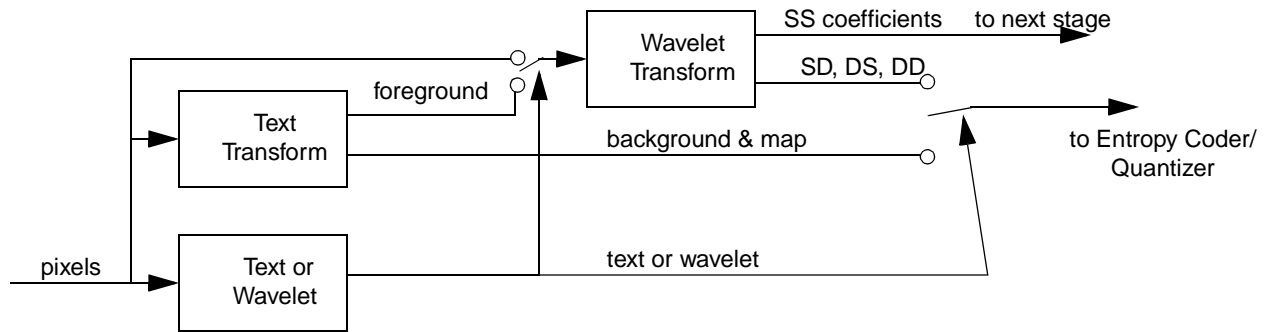 SS coefficients to next stage
Wavelet
Transform
SD, DS, DD
foreground
Text
Transform
background & map
to Entropy Coder/
Quantizer
pixels
Text or
Wavelet
text or wavelet